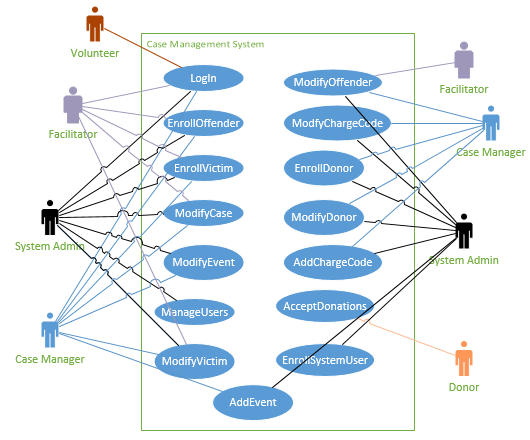 Volunteer
Case Management System
LogIn
ModifyOffender
Facilitator
Facilitator
EnrollOffender
ModfyChargeCode
Case Manager
EnrollVictim
EnrollDonor
ModifyCase
ModifyDonor
System Admin
System Admin
ModifyEvent
AddChargeCode
ManageUsers
AcceptDonations
Case Manager
ModifyVictim
EnrollSystemUser
Donor
AddEvent